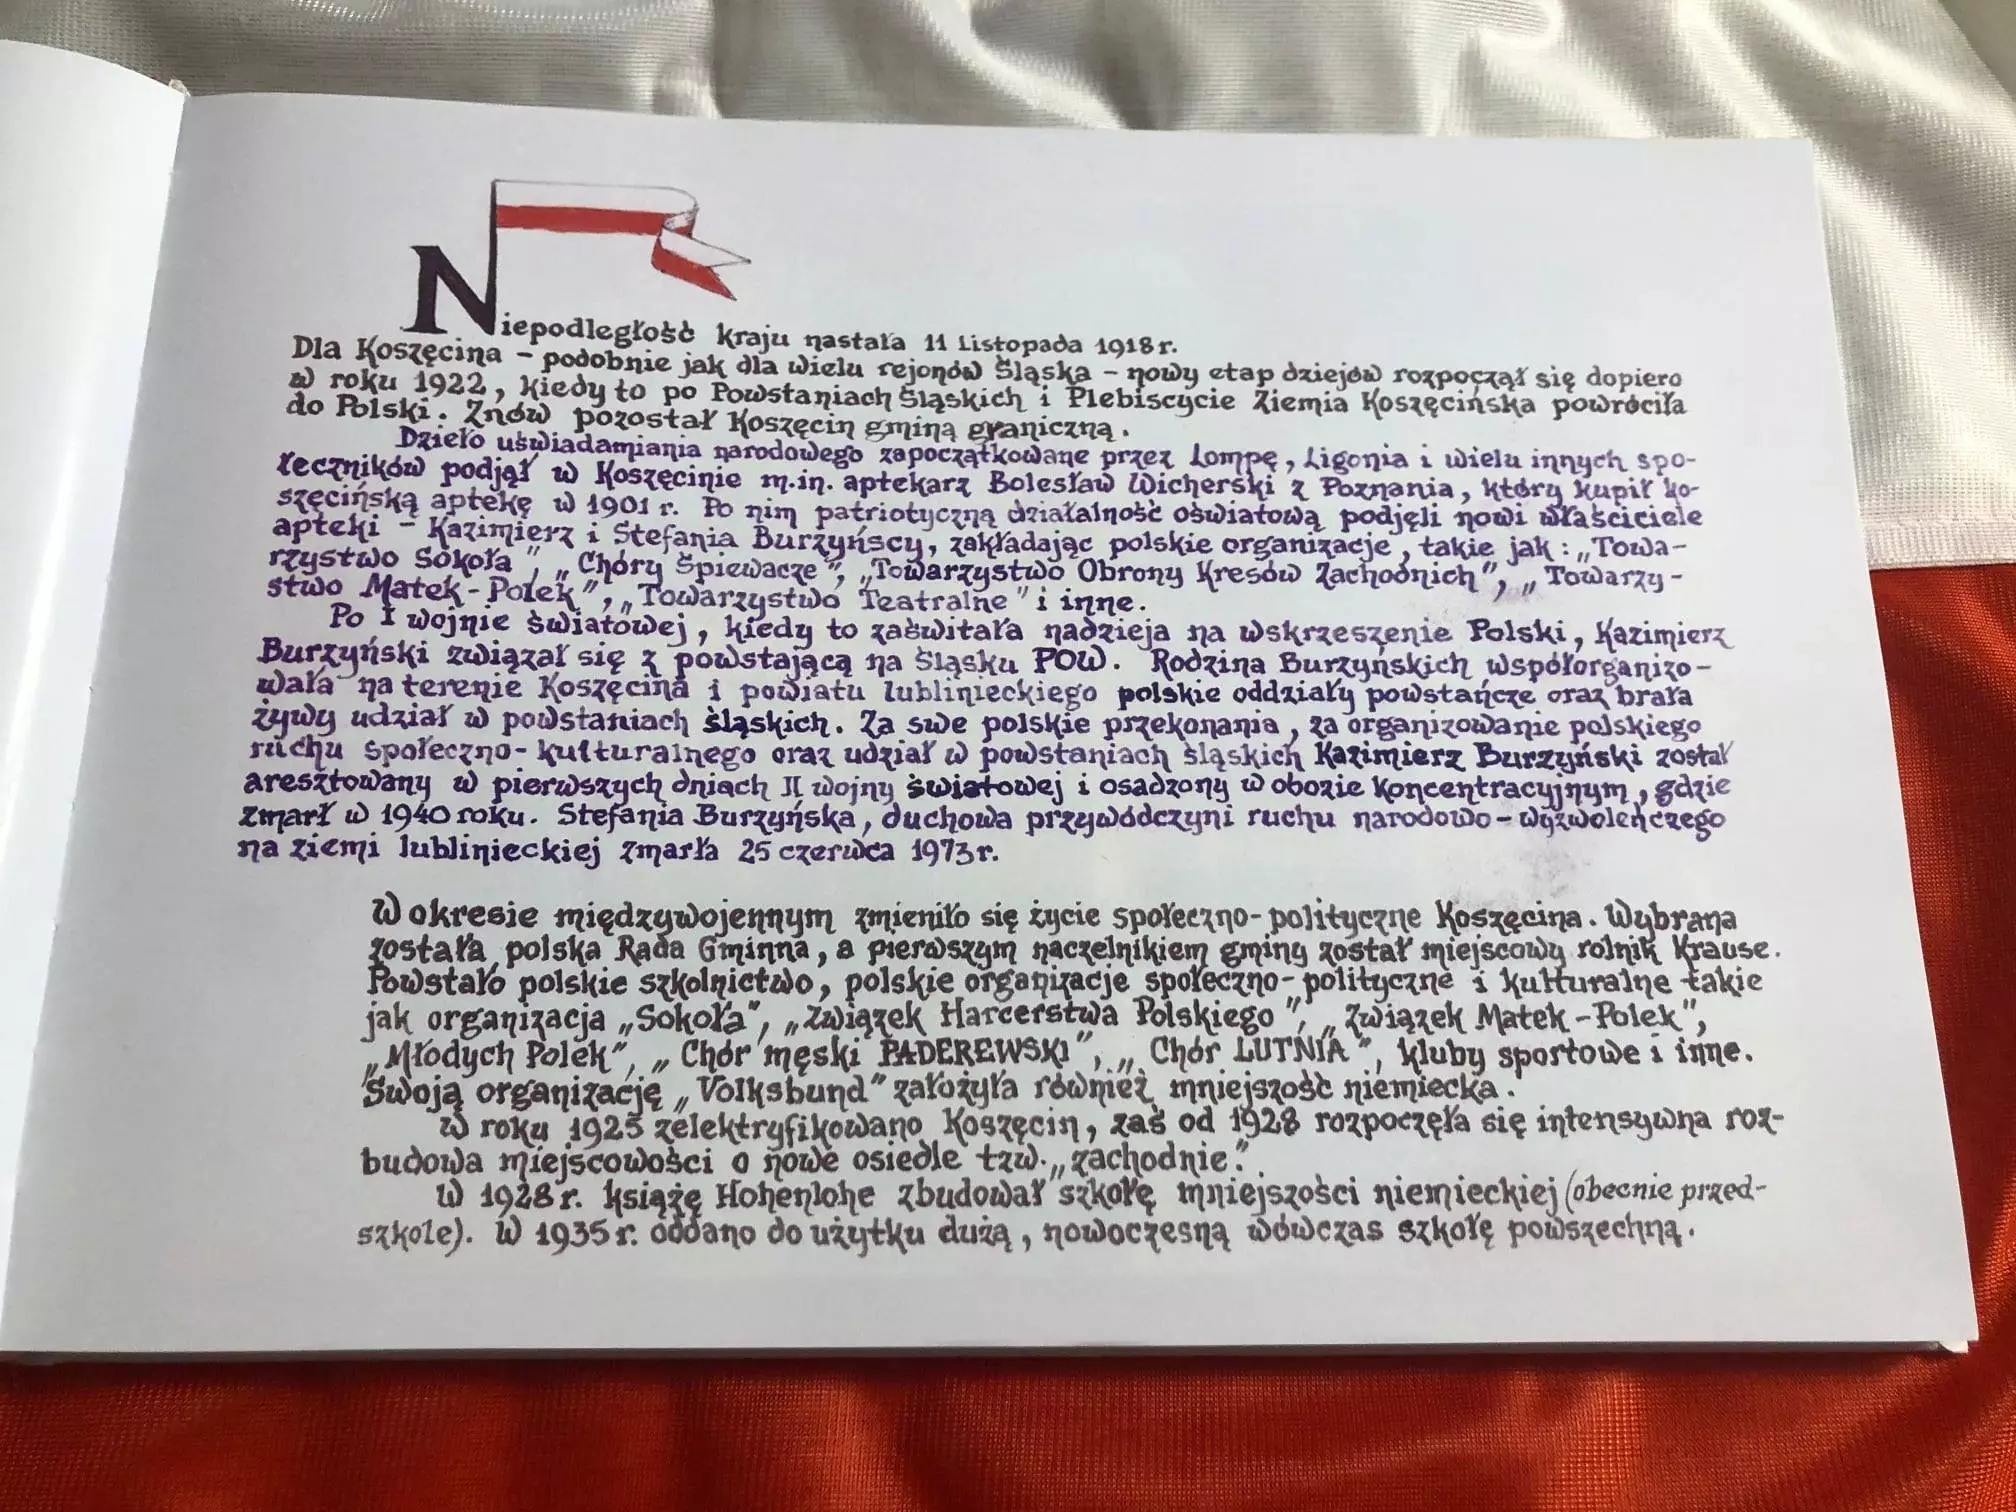 Niepodległość kraju nastała 11 Listopada 1918 r.
Dla Koszęcina – podobnie jak dla wielu rejonów Śląska – nowy etap dziejów rozpoczął się dopiero
w roku 1922, kiedy to po Powstaniach Śląskich i Plebiscycie Ziemia Koszęcińska powróciła
do Polski. Znów pozostał Koszęcin gminą graniczną.
Dzieło uświadamiania narodowego zapoczątkowane przez Lompę, Ligonia i wielu innych spo-
łeczników podjął w Koszęcinie m.in. aptekarz Bolesław Wicherski z Poznania, który kupił ko-
szęcińską aptekę w 1901 r. Po nim patriotyczną działalność oświatową podjęli nowi właściciele
apteki – Kazimierz i Stefania Burzyńscy, zakładając polskie organizacje, takie jak: „Towa-
rzystwo Sokoła”, „Chóry Śpiewacze”, „Towarzystwo Obrony Kresów Zachodnich”, „Towarzy-
stwo Matek-Polek”, „Towarzystwo Teatralne” i inne.
Po I wojnie światowej, kiedy to zaświtała nadzieja na wskrzeszenie Polski, Kazimierz
Burzyński związał się z powstającą na Śląsku POW. Rodzina Burzyńskich współorganizo-
wała na terenie Koszęcina i powiatu lublinieckiego polskie oddziały powstańcze oraz brała
żywy udział w powstaniach śląskich. Za swe polskie przekonania, za organizowanie polskiego
ruchu społeczno-kulturalnego oraz udział w powstaniach śląskich Kazimierz Burzyński został
aresztowany w pierwszych dniach II wojny światowej i osadzony w obozie koncentracyjnym, gdzie
zmarł w 1940 roku. Stefania Burzyńska, duchowa przywódczyni ruchu narodowo-wyzwoleńczego
na ziemi lublinieckiej zmarła 25 czerwca 1973 r.
W okresie międzywojennym zmieniło się życie społeczno-polityczne Koszęcina. Wybrana
została polska Rada Gminna, a pierwszym naczelnikiem gminy został miejscowy rolnik Krause.
Powstało polskie szkolnictwo, polskie organizacje społeczno-polityczne i kulturalne takie
jak organizacja „Sokoła”, „Związek Harcerstwa Polskiego”, „Związek Matek-Polek”,
„Młodych Polek”, „Chór męski PADEREWSKI”, „Chór LUTNIA”, kluby sportowe i inne.
Swoją organizację „Volksbund” założyła również mniejszość niemiecka.
W roku 1925 zelektryfikowano Koszęcin, zaś od 1928 rozpoczęła się intensywna roz-
budowa miejscowości o nowe osiedle tzw. „zachodnie”.
W 1928 r. książę Hohenlohe zbudował szkołę mniejszości niemieckiej (obecnie przed-
szkole). W 1935 r. oddano do użytku dużą, nowoczesną wówczas szkołę powszechną.